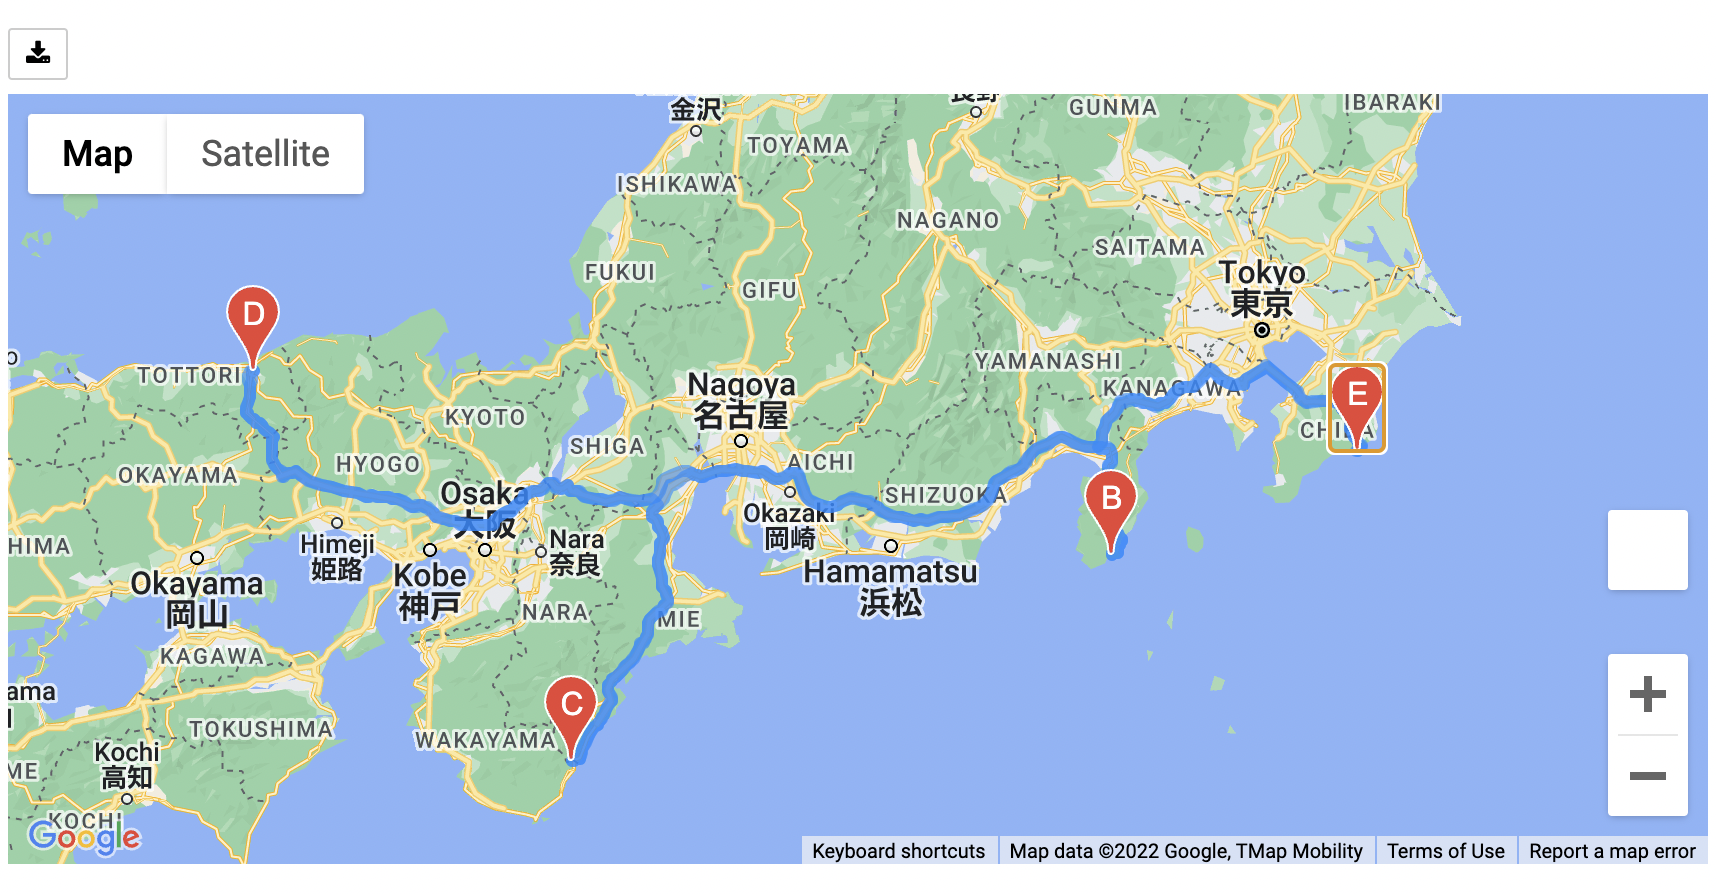 Map
Satellite
金沢
長野
GUNMA
IBARAKI
TOYAMA
ISHIKAWA
NAGANO
SAITAMA
FUKUI
GIFU
Tokyo
東京
D
TOTTORI
YAMANASHI
KANAGAWA
E
CHIBA
Nagoya
名古屋
KYOTO
SHIGA
AICHI
HYOGO
OKAYAMA
Osaka
大阪
SHIZUOKA
B
Okazaki
岡崎
Himeji
姫路
Nara
奈良
HIMA
Okayama
岡山
Kobe
神戸
Hamamatsu
浜松
NARA
MIE
KAGAWA
ama
C
TOKUSHIMA
WAKAYAMA
Kochi
高知
ME
KOCHI
Google
Keyboard shortcuts
Map data ©2022 Google, TMap Mobility
Terms of Use
Report a map error